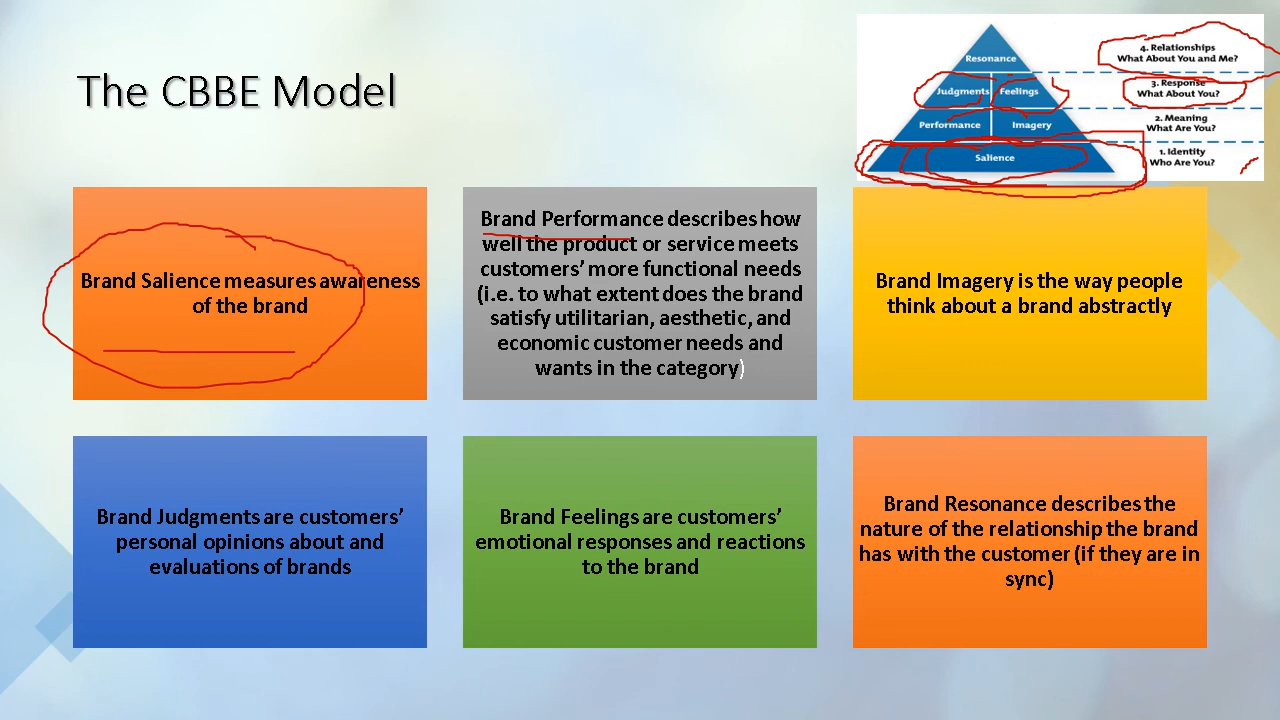 The CBBE Model
Resonance
4. Relationships
What About You and Me?
Judgments Feelings
3. Response
What About You?
Performance Imagery
2. Meaning
What Are You?
Salience
1. Identity
Who Are You?
Brand Salience measures awareness
of the brand
Brand Performance describes how
well the product or service meets
customers’ more functional needs
(i.e. to what extent does the brand
satisfy utilitarian, aesthetic, and
economic customer needs and
wants in the category)
Brand Imagery is the way people
think about a brand abstractly
Brand Judgments are customers’
personal opinions about and
evaluations of brands
Brand Feelings are customers’
emotional responses and reactions
to the brand
Brand Resonance describes the
nature of the relationship the brand
has with the customer (if they are in
sync)